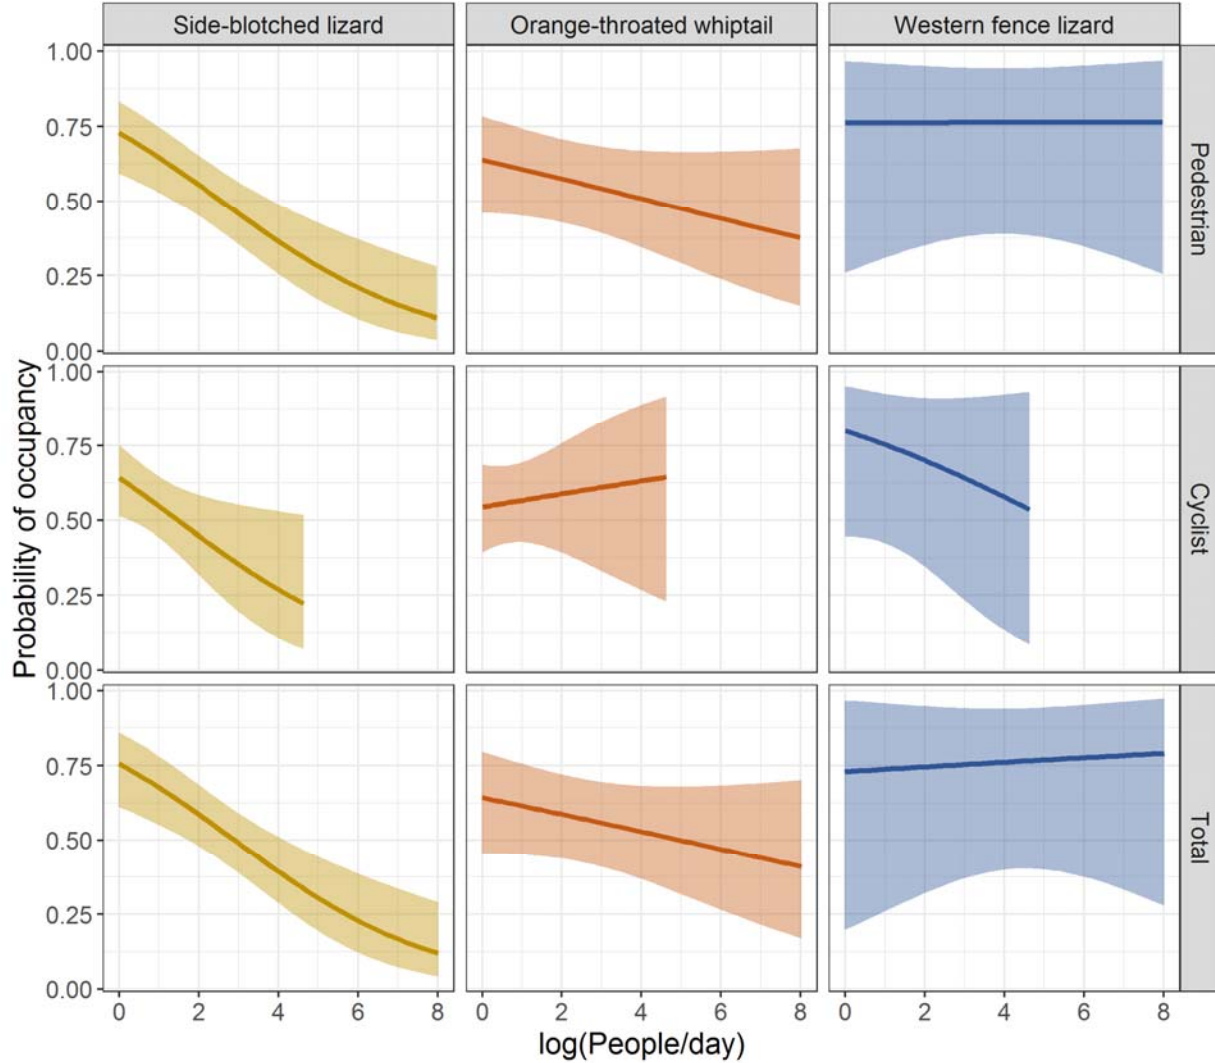 Side-blotched lizard Orange-throated whiptail Western fence lizard
Probability of occupancy
1.00
0.75
0.50
0.25
0.00
Pedestrian
1.00
0.75
0.50
0.25
0.00
Cyclist
1.00
0.75
0.50
0.25
0.00
Total
0 2 4 6 8 0 2 4 6 8 0 2 4 6 8
log(People/day)